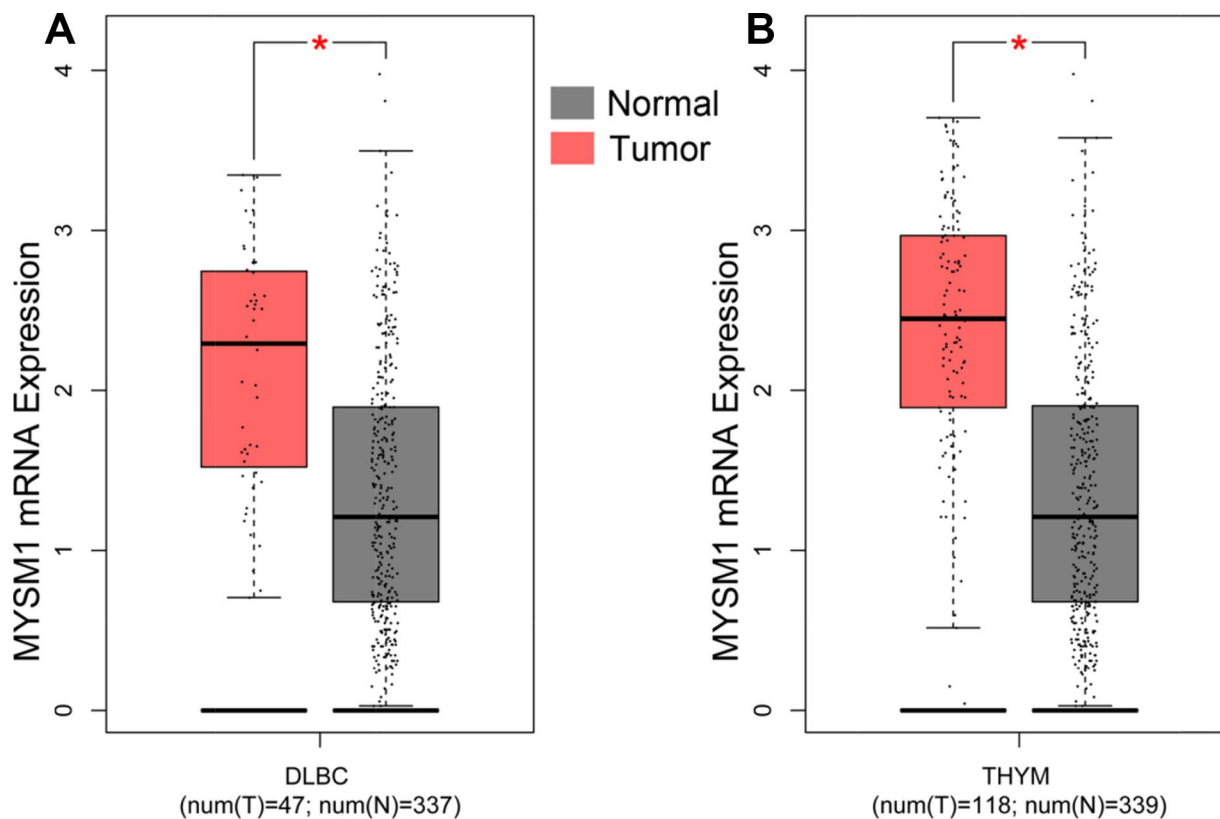 A
B
*
*
Normal
Tumor
MYSM1 mRNA Expression
4
3
2
1
0
MYSM1 mRNA Expression
4
3
2
1
0
DLBC
(num(T)=47; num(N)=337)
THYM
(num(T)=118; num(N)=339)